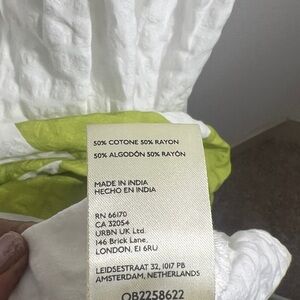 50% COTONE 50% RAYON
50% ALGODÓN 50% RAYÓN
MADE IN INDIA
HECHO EN INDIA
RN 66170
CA 32054
URBN UK Ltd.
146 Brick Lane,
LONDON, E1 6RU
LEIDSESTRAAT 32, 1017 PB
AMSTERDAM, NETHERLANDS
OB2258622